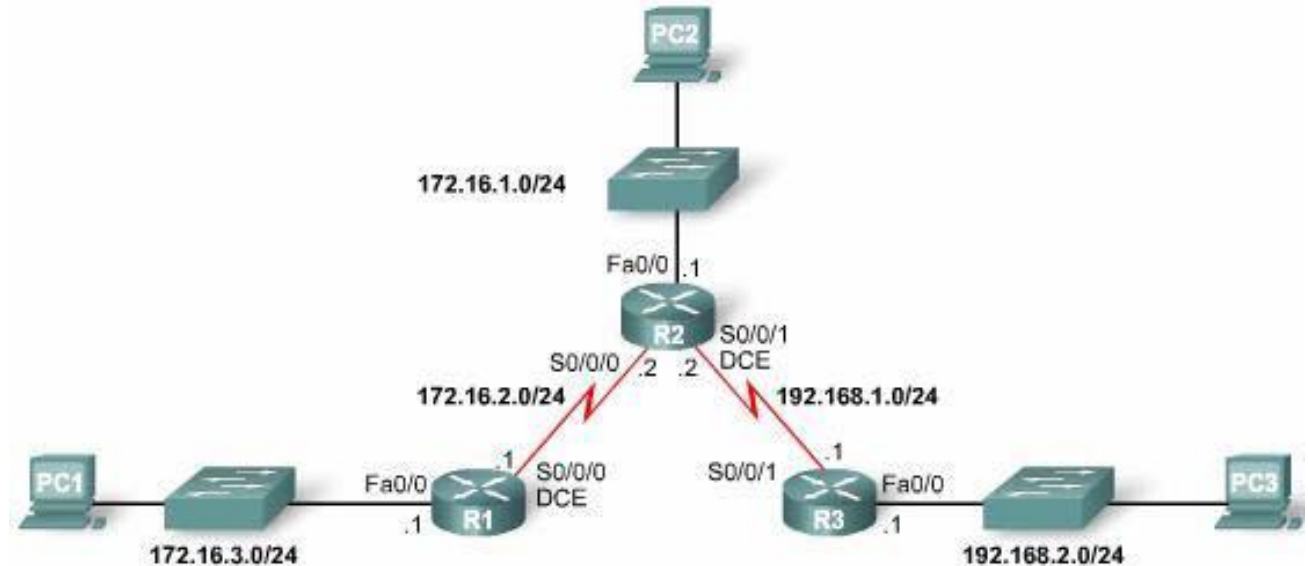 PC2
172.16.1.0/24
Fa0/0
.1
R2
S0/0/1
DCE
S0/0/0
.2
.2
172.16.2.0/24
192.168.1.0/24
.1
S0/0/0
DCE
.1
S0/0/1
PC1
Fa0/0
.1
R1
R3
Fa0/0
.1
PC3
172.16.3.0/24
192.168.2.0/24